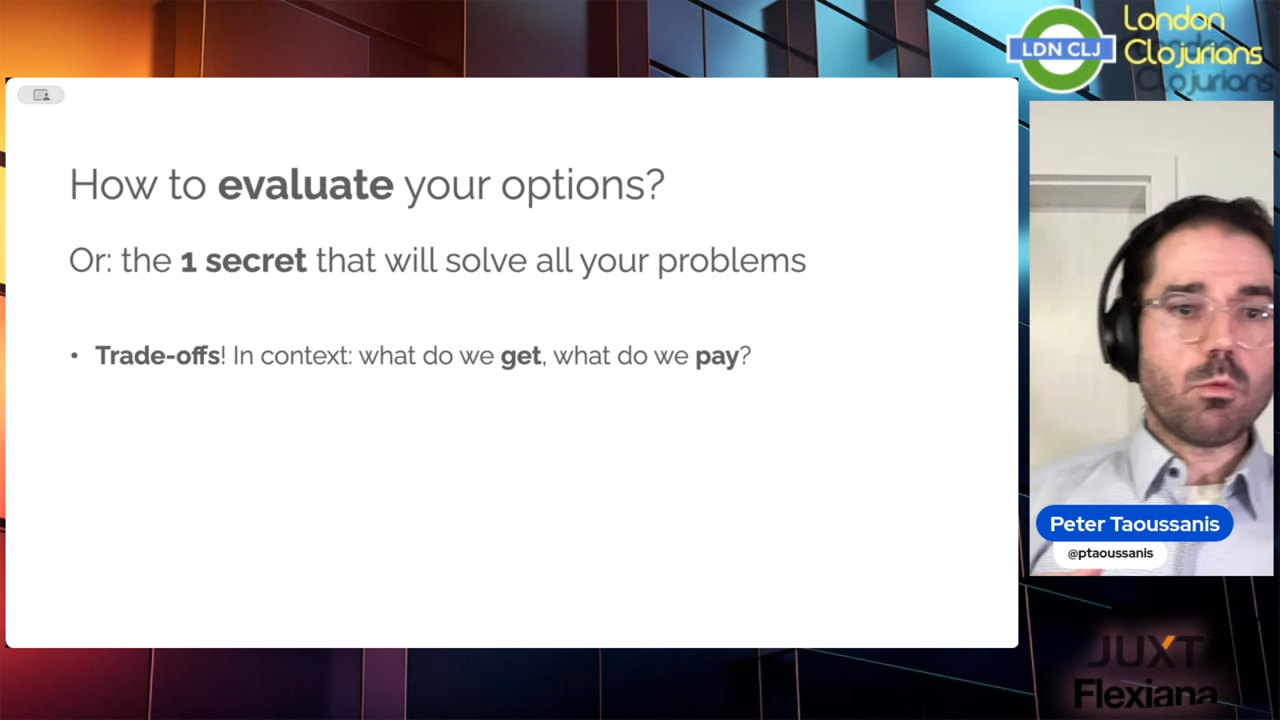 London
LDN CLJ
Clojurians
How to evaluate your options?
Or: the 1 secret that will solve all your problems
• Trade-offs! In context: what do we get, what do we pay?
Peter Taoussanis
@ptaoussanis
JUXT
Flexiana